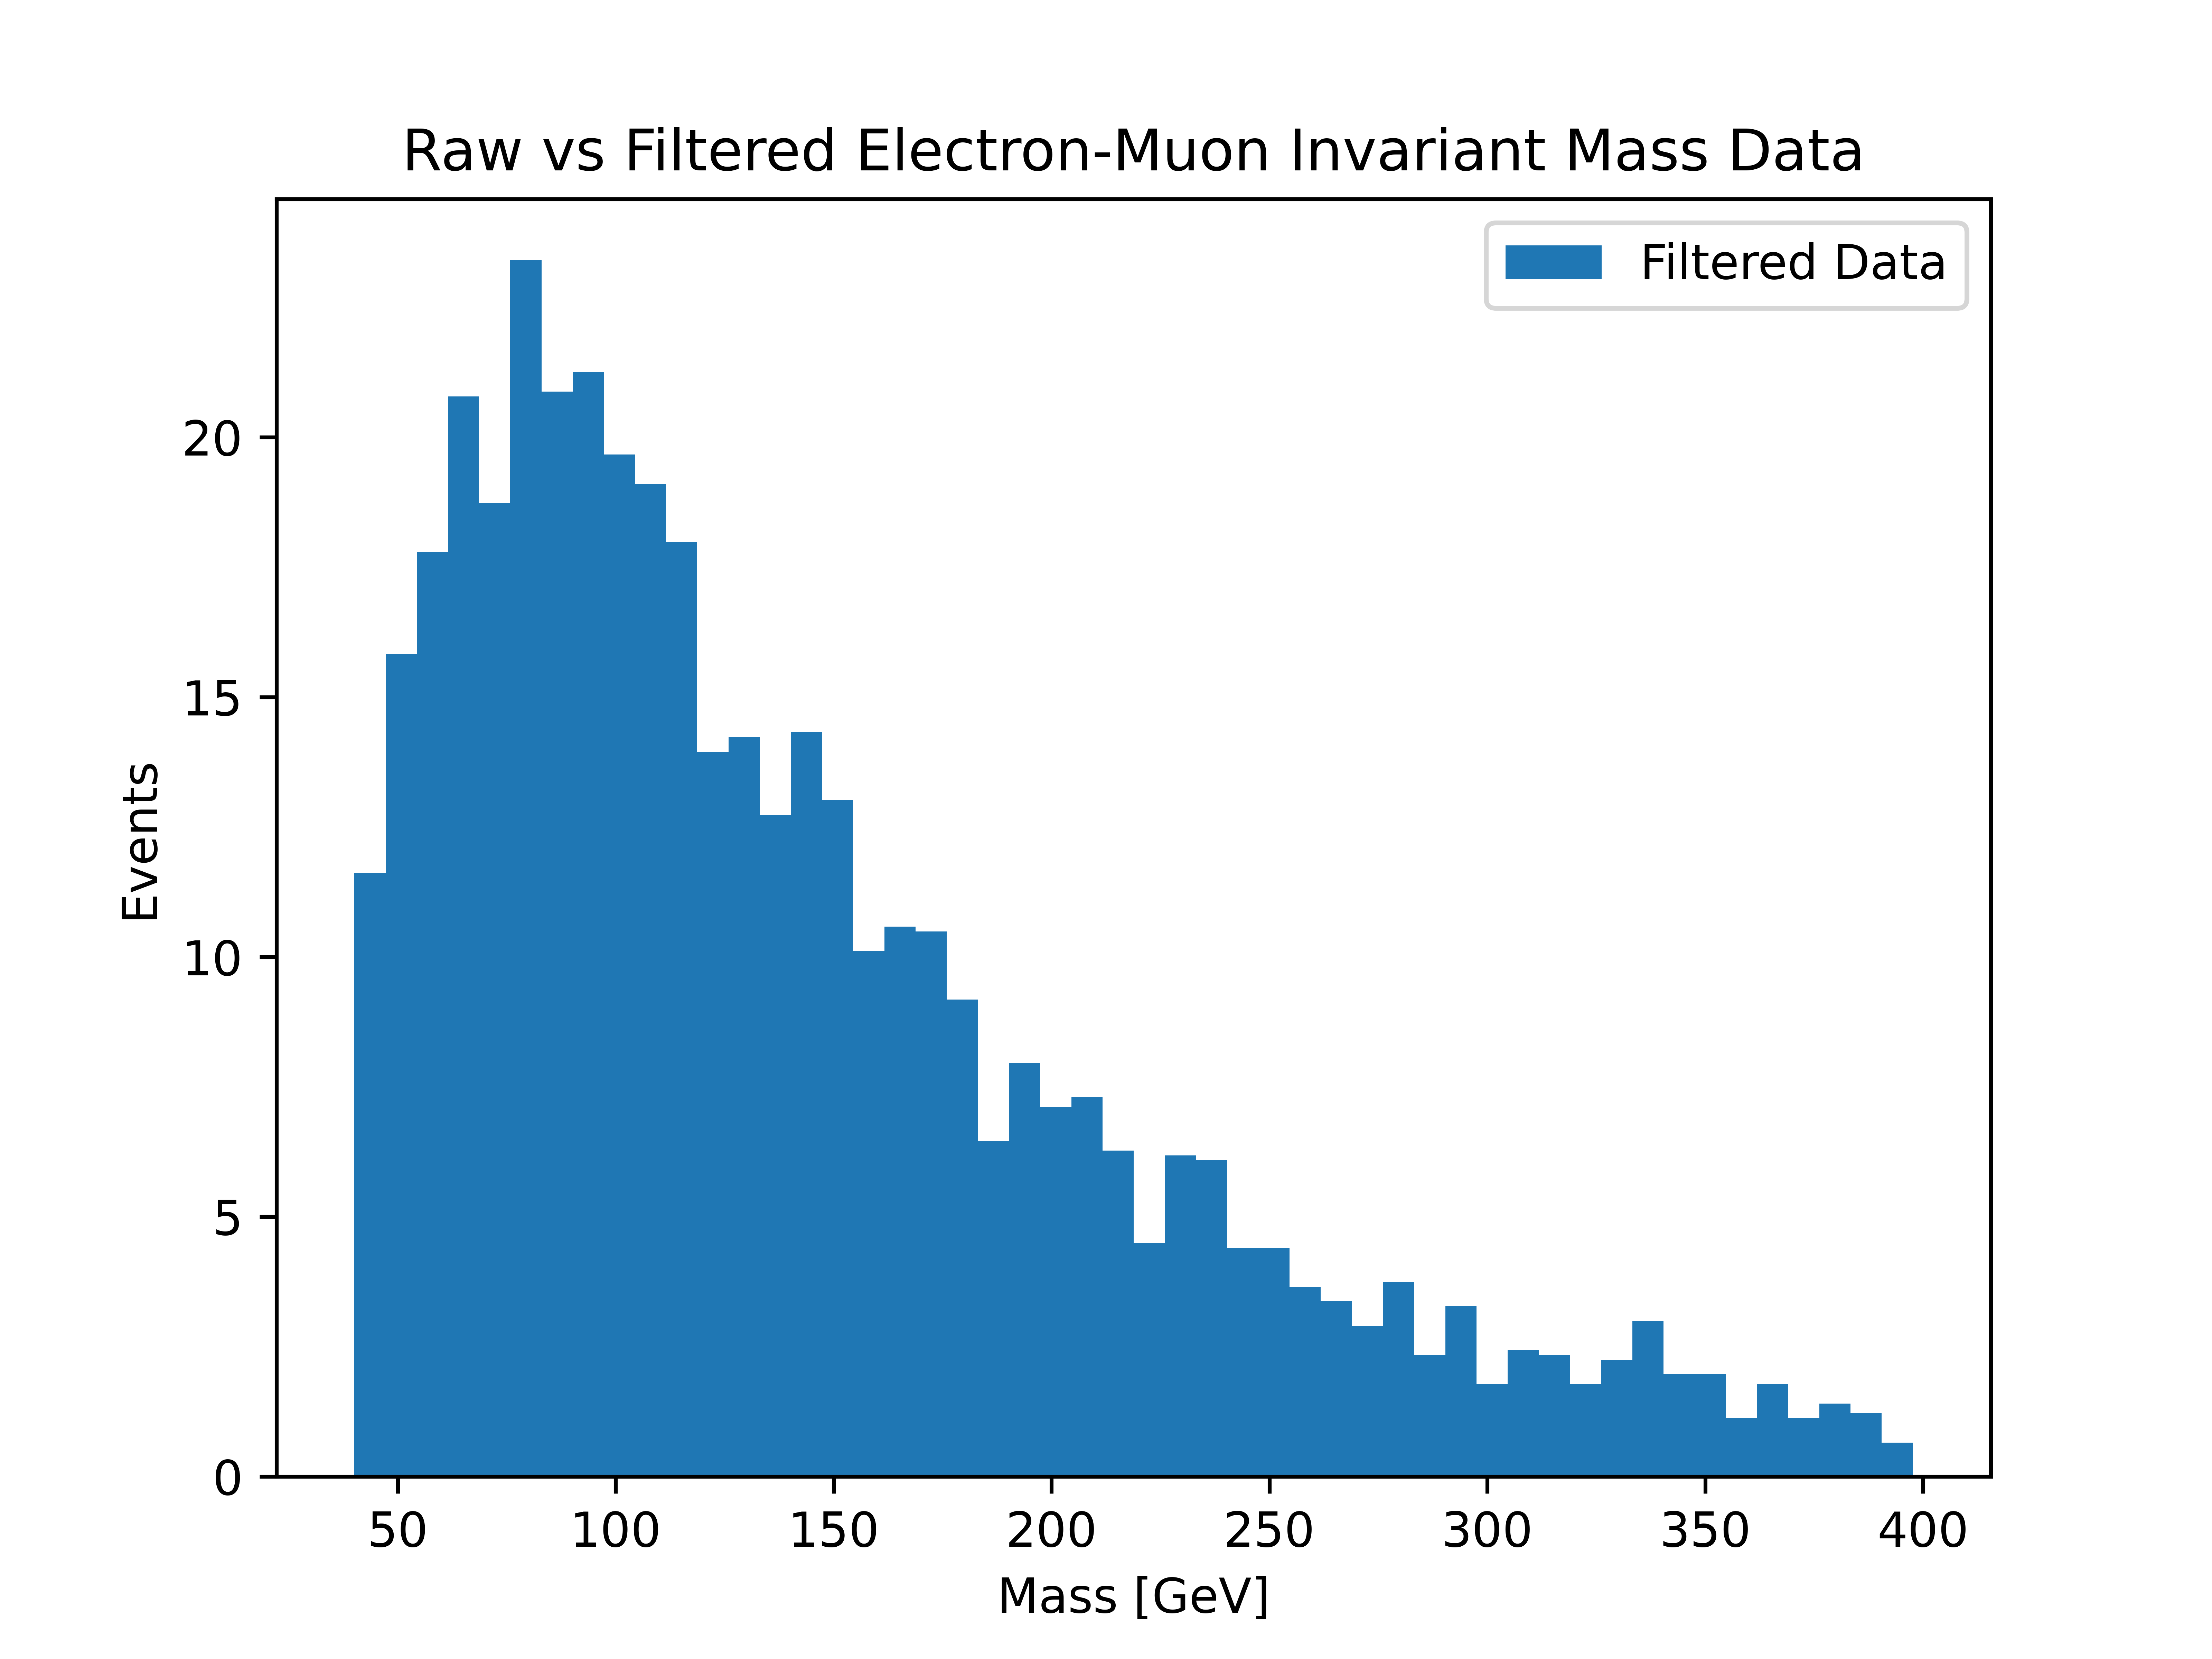 Raw vs Filtered Electron-Muon Invariant Mass Data
Filtered Data
20
15
10
5
0
Events
50 100 150 200 250 300 350 400
Mass [GeV]